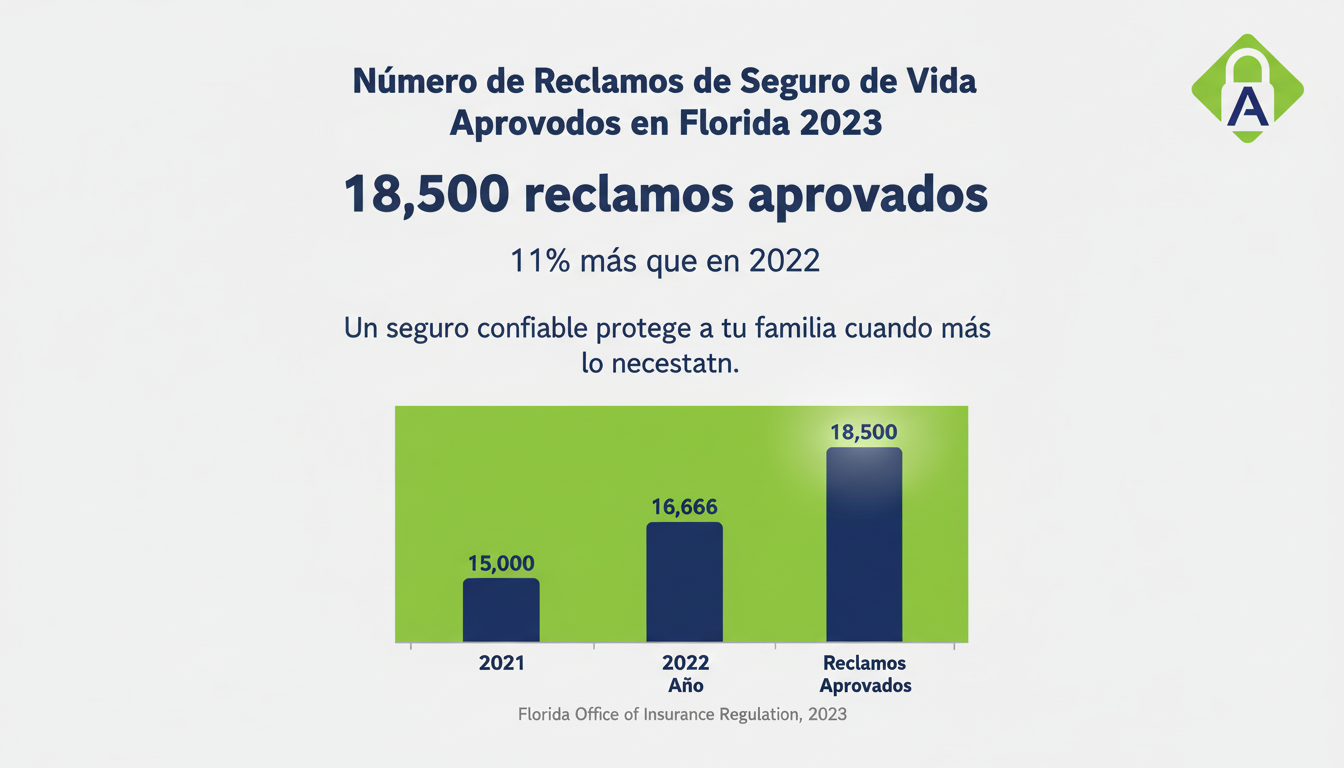 Número de Reclamos de Seguro de Vida
Aprovodos en Florida 2023
A
18,500 reclamos aprovados
11% más que en 2022
Un seguro confiable protege a tu familia cuando más
lo necestatn.
18,500
16,666
15,000
2021
2022
Año
Reclamos
Aprovados
Florida Office of Insurance Regulation, 2023